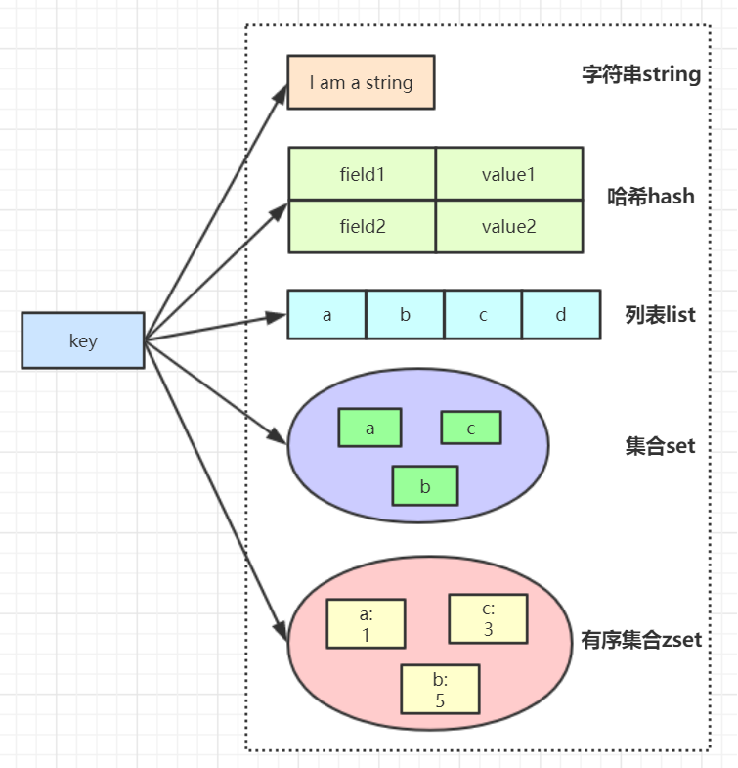 I am a string
字符串string
field1
value1
哈希hash
field2
value2
a
b
c
d
列表list
key
a
c
b
集合set
a:
1
c:
3
b:
5
有序集合zset